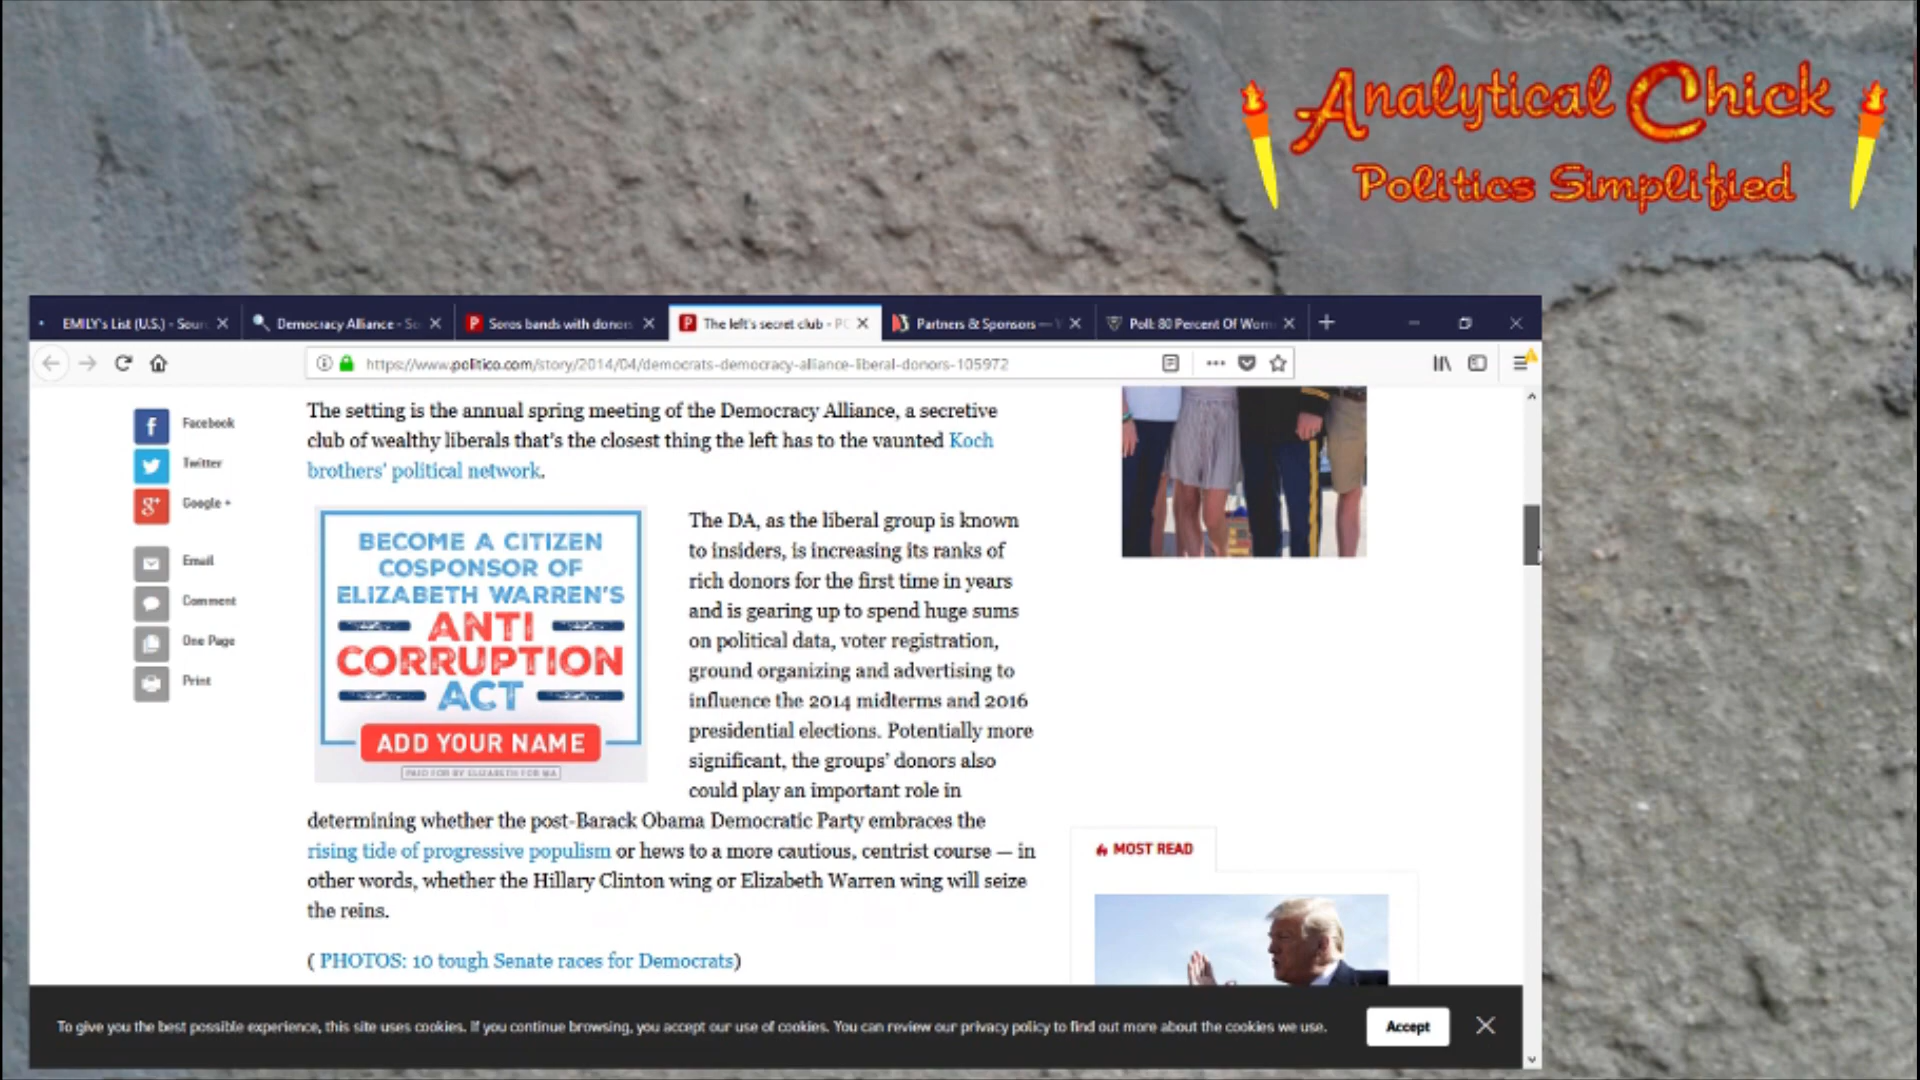 Analytical Chick
Politics Simplified
EMILY's List (U.S.) - Sour
Democracy Alliance - So
Soros bands with donors
The left's secret club - PO
Partners & Sponsors —
Poll: 80 Percent Of Wom
https://www.politico.com/story/2014/04/democrats-democracy-alliance-liberal-donors-105972
Facebook
Twitter
Google +
Email
Comment
One Page
Print
The setting is the annual spring meeting of the Democracy Alliance, a secretive
club of wealthy liberals that's the closest thing the left has to the vaunted Koch
brothers' political network.
BECOME A CITIZEN
COSPONSOR OF
ELIZABETH WARREN'S
ANTI
CORRUPTION
ACT
ADD YOUR NAME
PAID FOR BY ELIZABETH FOR MA
The DA, as the liberal group is known
to insiders, is increasing its ranks of
rich donors for the first time in years
and is gearing up to spend huge sums
on political data, voter registration,
ground organizing and advertising to
influence the 2014 midterms and 2016
presidential elections. Potentially more
significant, the groups' donors also
could play an important role in
determining whether the post-Barack Obama Democratic Party embraces the
rising tide of progressive populism or hews to a more cautious, centrist course — in
other words, whether the Hillary Clinton wing or Elizabeth Warren wing will seize
the reins.
( PHOTOS: 10 tough Senate races for Democrats)
MOST READ
To give you the best possible experience, this site uses cookies. If you continue browsing, you accept our use of cookies. You can review our privacy policy to find out more about the cookies we use.
Accept